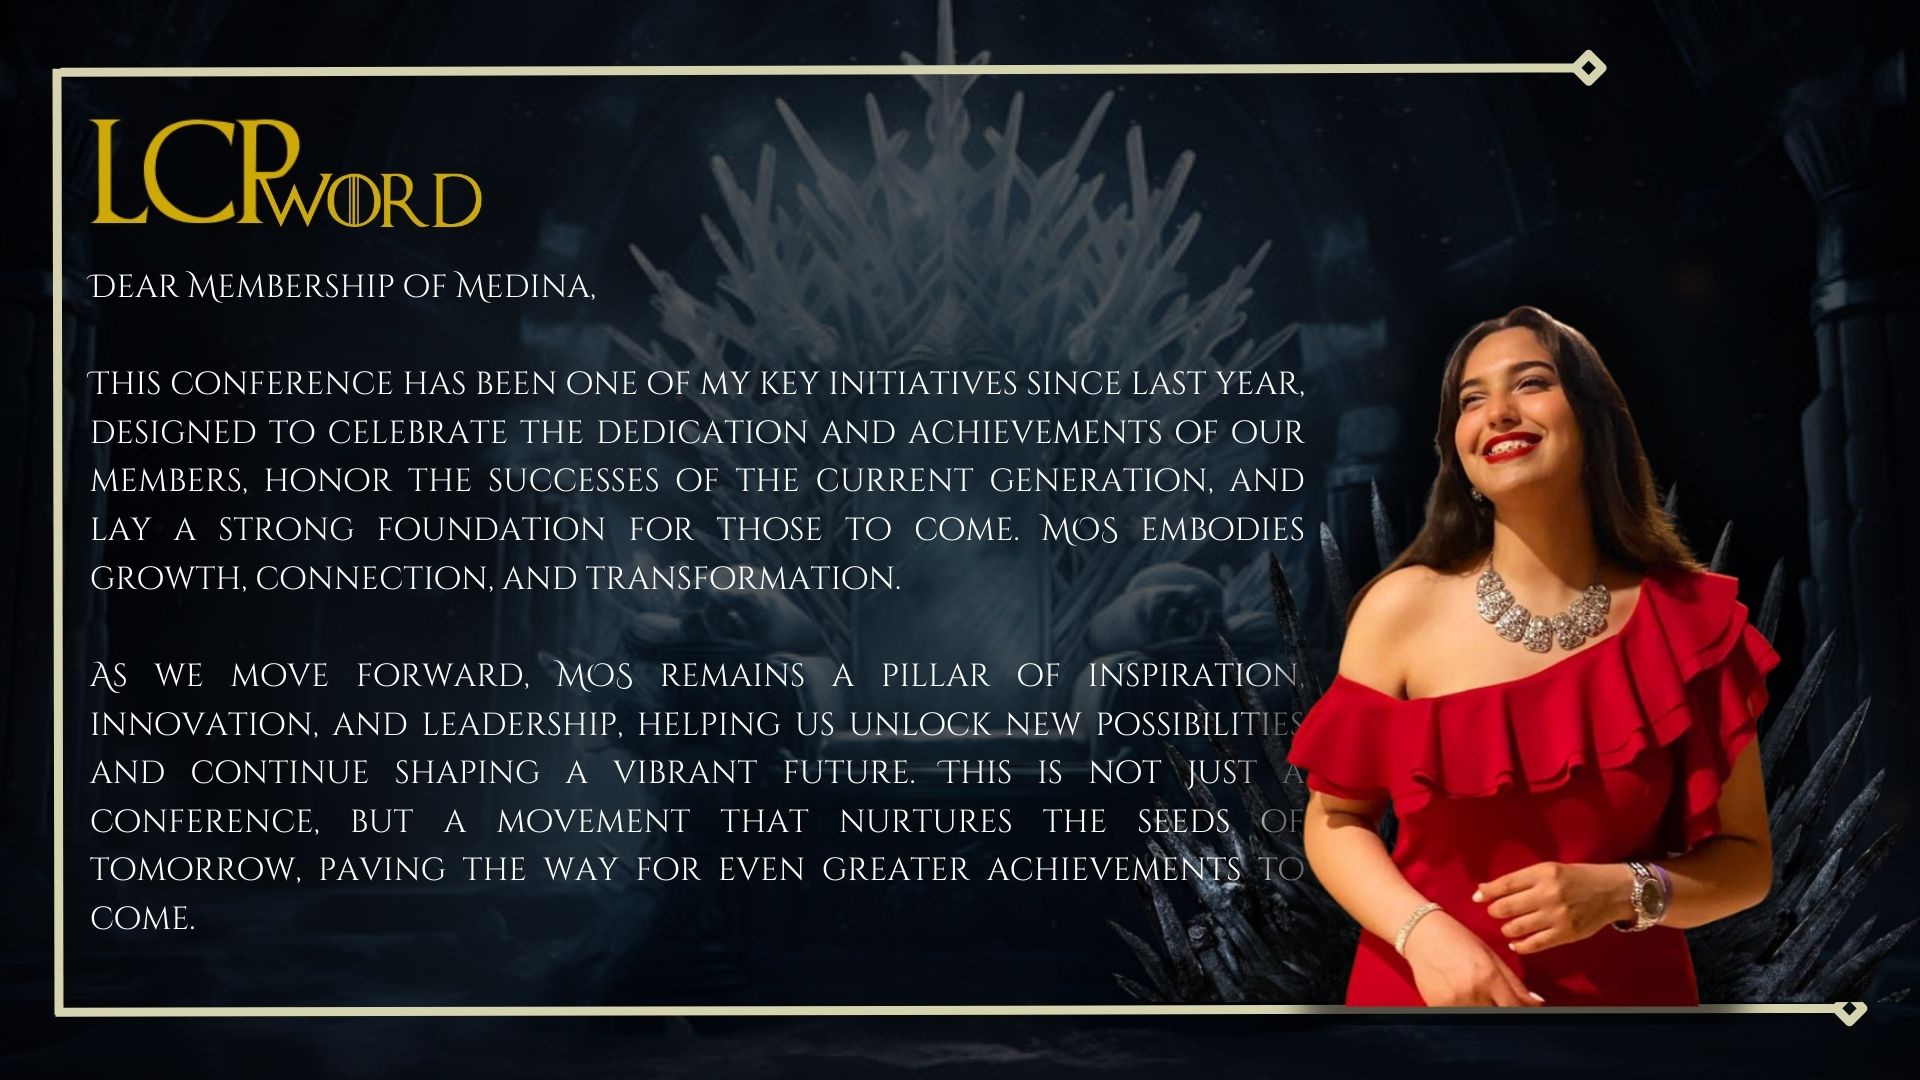 LCPWORD
Dear Membership of Medina,
This conference has been one of my key initiatives since last year,
designed to celebrate the dedication and achievements of our
members, honor the successes of the current generation, and
lay a strong foundation for those to come. MOS embodies
growth, connection, and transformation.
As we move forward, MOS remains a pillar of inspiration,
innovation, and leadership, helping us unlock new possibilities
and continue shaping a vibrant future. This is not just a
conference, but a movement that nurtures the seeds of
tomorrow, paving the way for even greater achievements to
come.